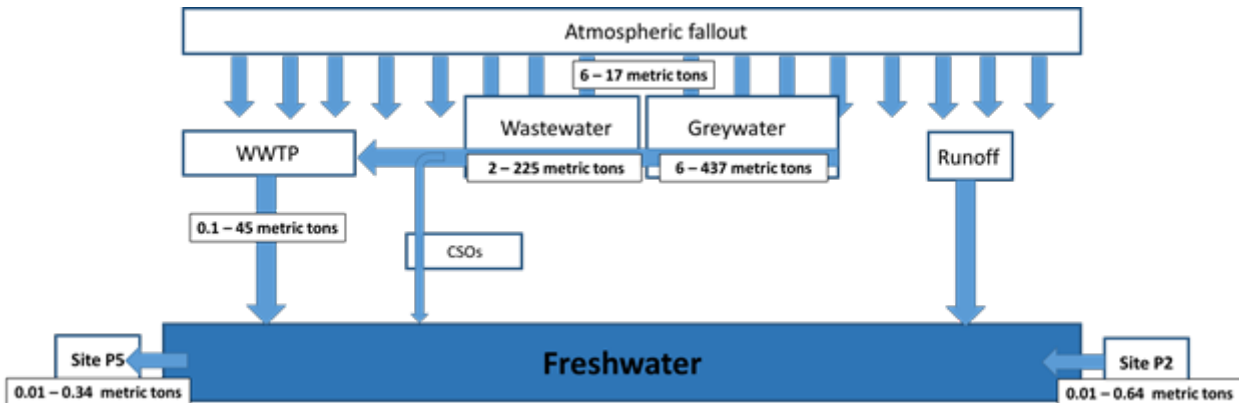 Atmospheric fallout
6 – 17 metric tons
Wastewater
Greywater
WWTP
Runoff
2 – 225 metric tons
6 – 437 metric tons
0.1 – 45 metric tons
CSOs
Freshwater
Site P5
Site P2
0.01 – 0.34 metric tons
0.01 – 0.64 metric tons